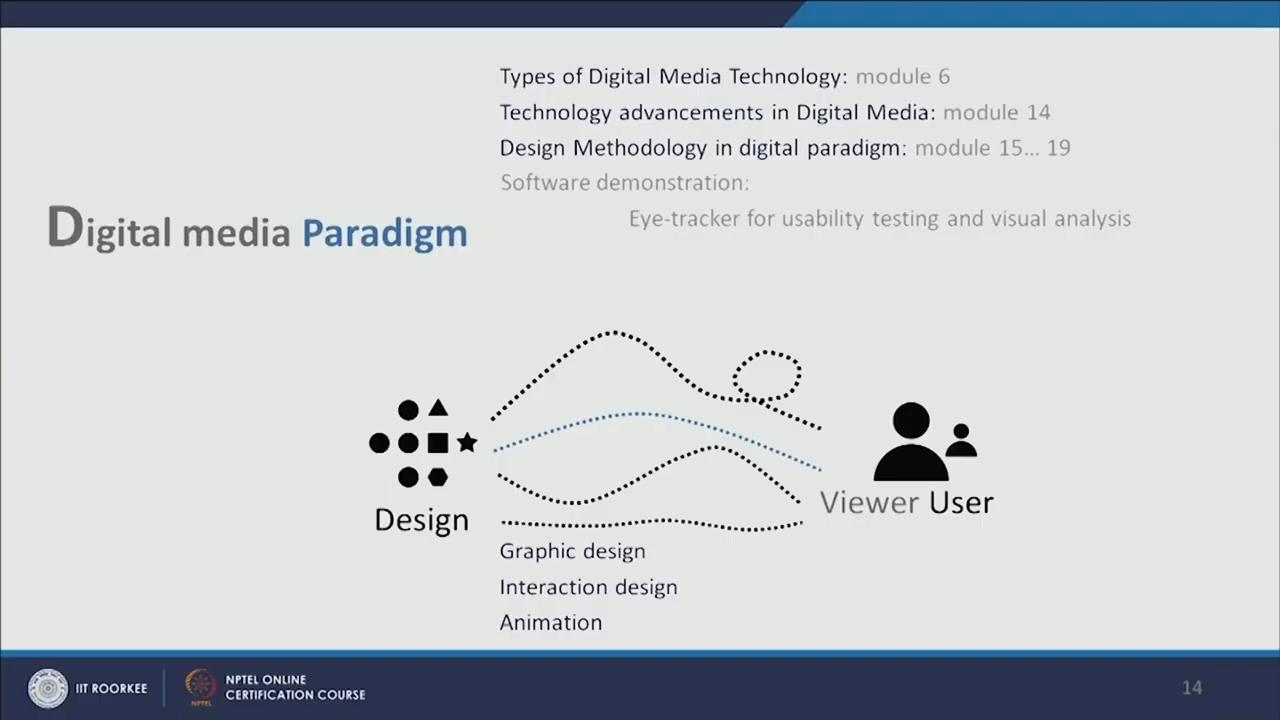 Types of Digital Media Technology: module 6
Technology advancements in Digital Media: module 14
Design Methodology in digital paradigm: module 15... 19
Software demonstration:
Eye-tracker for usability testing and visual analysis
Digital media Paradigm
Design
Viewer User
Graphic design
Interaction design
Animation
IIT ROORKEE
NPTEL
NPTEL ONLINE
CERTIFICATION COURSE
14